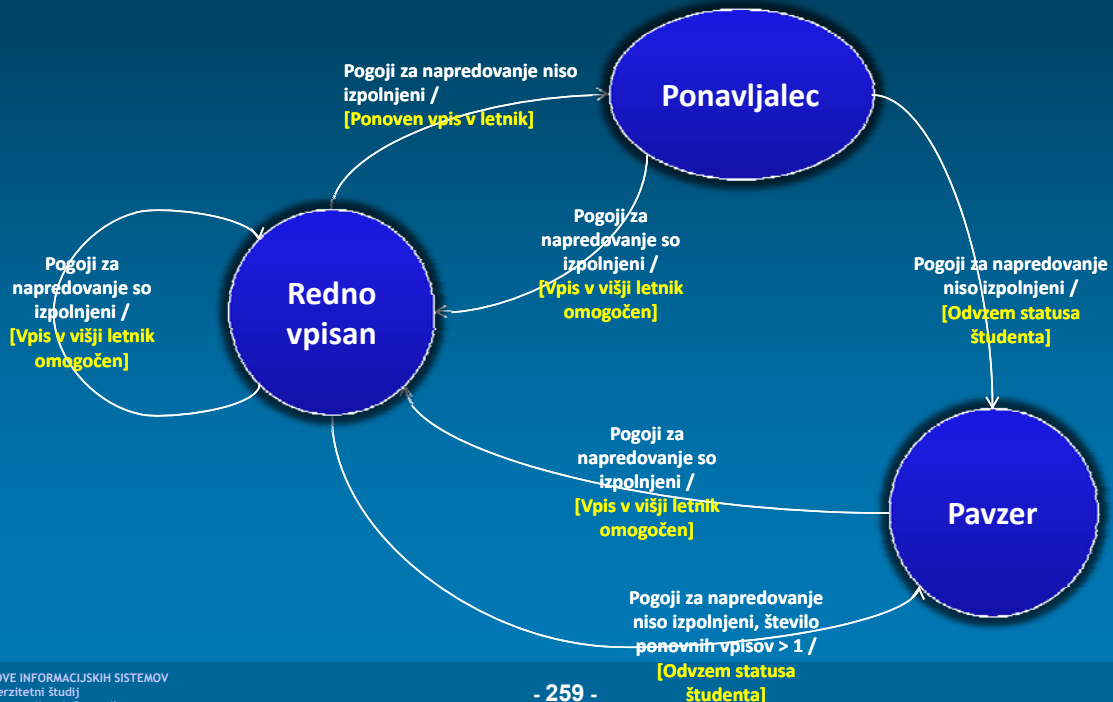 Pogoji za napredovanje niso
izpolnjeni /
[Ponoven vpis v letnik]
Ponavljalec
Pogoji za
napredovanje so
izpolnjeni /
[Vpis v višji letnik
omogočen]
Redno
vpisan
Pogoji za
napredovanje so
izpolnjeni /
[Vpis v višji letnik
omogočen]
Pogoji za napredovanje
niso izpolnjeni /
[Odvzem statusa
študenta]
Pogoji za
napredovanje so
izpolnjeni /
[Vpis v višji letnik
omogočen]
Pavzer
Pogoji za napredovanje
niso izpolnjeni, število
ponovnih vpisov > 1 /
[Odvzem statusa
študenta]
OVE INFORMACIJSKIH SISTEMOV
erzitetni študij
- 259 -